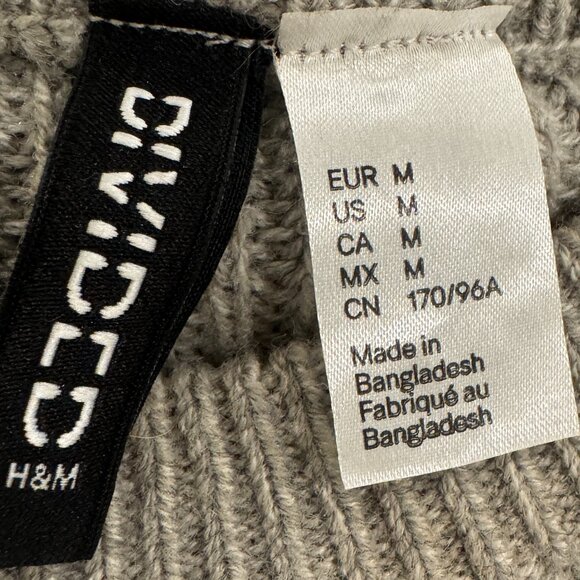 DIVIDED
H&M
EUR M
US M
CA M
MX M
CN 170/96A
Made in
Bangladesh
Fabriqué au
Bangladesh